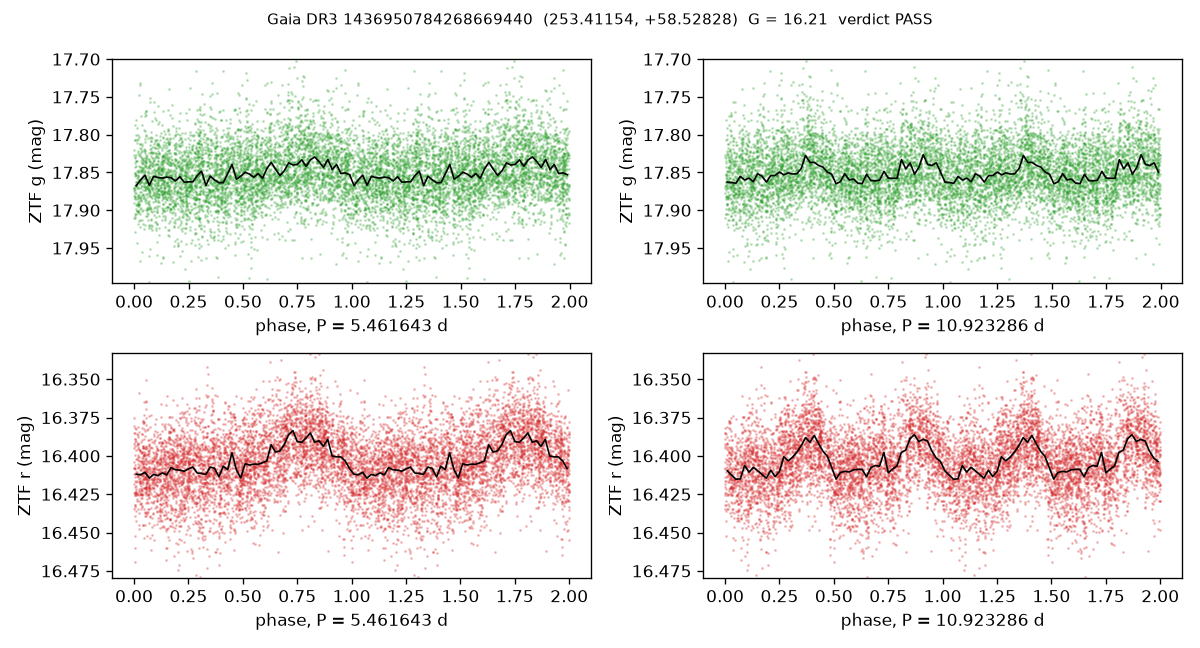 Gaia DR3 1436950784268669440  (253.41154, +58.52828)  G = 16.21  verdict PASS
ZTF g (mag)
17.70
17.75
17.80
17.85
17.90
17.95
0.00 0.25 0.50 0.75 1.00 1.25 1.50 1.75 2.00
phase, P = 5.461643 d
ZTF g (mag)
17.70
17.75
17.80
17.85
17.90
17.95
0.00 0.25 0.50 0.75 1.00 1.25 1.50 1.75 2.00
phase, P = 10.923286 d
ZTF r (mag)
16.350
16.375
16.400
16.425
16.450
16.475
0.00 0.25 0.50 0.75 1.00 1.25 1.50 1.75 2.00
phase, P = 5.461643 d
ZTF r (mag)
16.350
16.375
16.400
16.425
16.450
16.475
0.00 0.25 0.50 0.75 1.00 1.25 1.50 1.75 2.00
phase, P = 10.923286 d